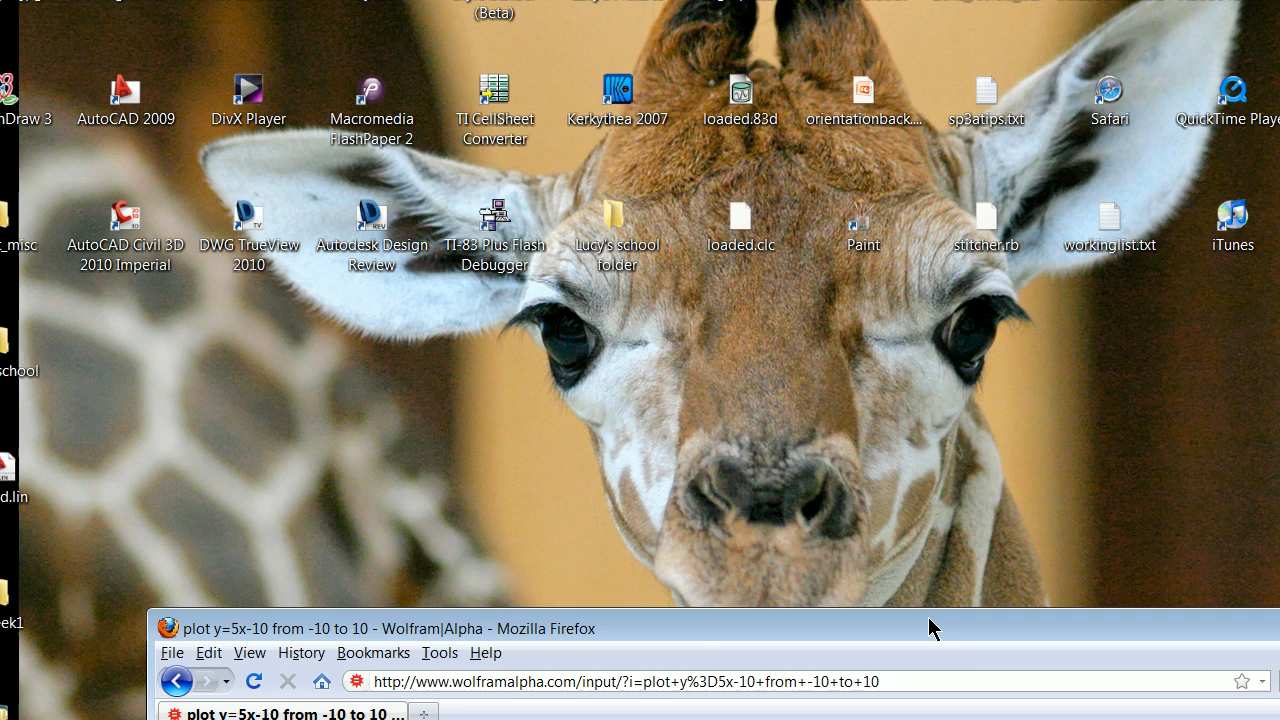 (Beta)
nDraw 3
AutoCAD 2009
DivX Player
Macromedia
FlashPaper 2
TI CellSheet
Converter
Kerkythea 2007
loaded.83d
orientationback....
sp3atips.txt
Safari
QuickTime Playe
_misc
AutoCAD Civil 3D
2010 Imperial
DWG TrueView
2010
Autodesk Design
Review
TI-83 Plus Flash
Debugger
Lucy's school
folder
loaded.clc
Paint
stitcher.rb
workinglist.txt
iTunes
school
d.lin
eek1
plot y=5x-10 from -10 to 10 - Wolfram|Alpha - Mozilla Firefox
File Edit View History Bookmarks Tools Help
http://www.wolframalpha.com/input/?i=plot+y%3D5x-10+from+-10+to+10
plot y=5x-10 from -10 to 10 ...